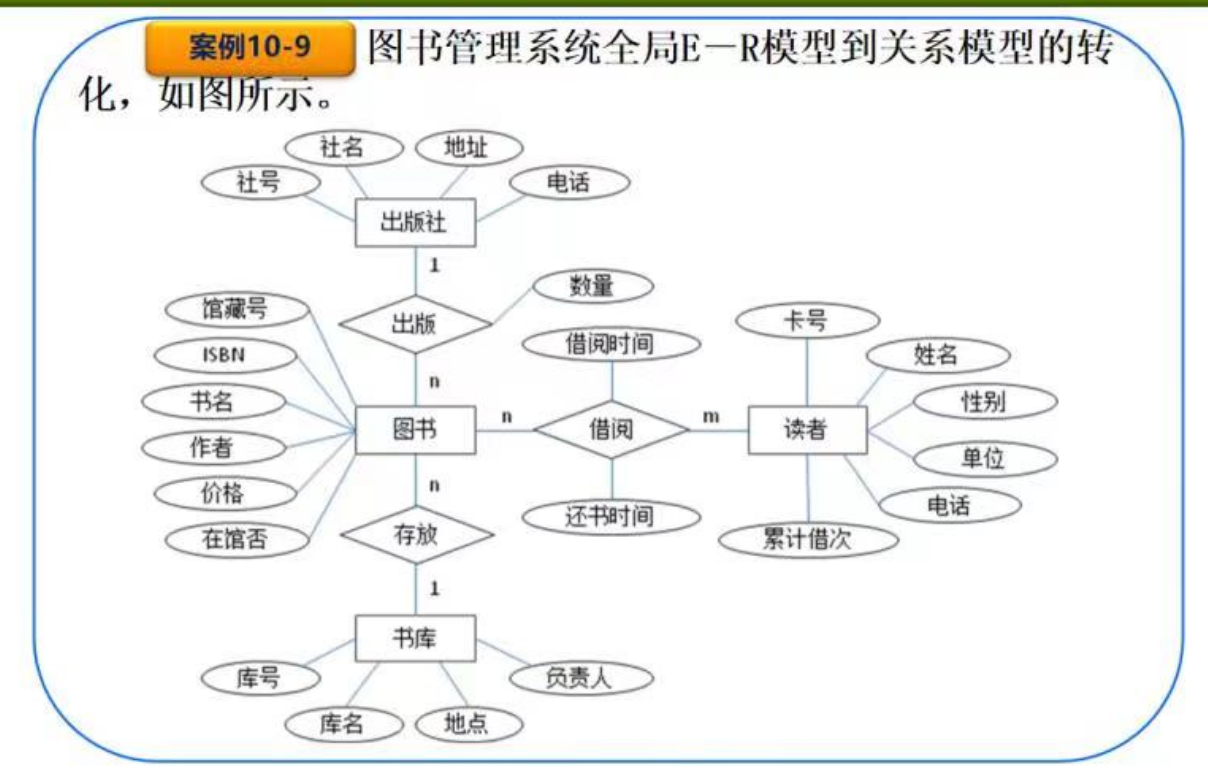 案例10-9 图书管理系统全局E-R模型到关系模型的转
化，如图所示。
社名 地址
社号 电话
出版社
1
数量
馆藏号 出版 卡号
借阅时间
ISBN 姓名
n
书名 性别
图书 n 借阅 m 读者
作者
单位
n
价格
电话
还书时间
在馆否 存放 累计借次
1
书库
库号 负责人
库名 地点